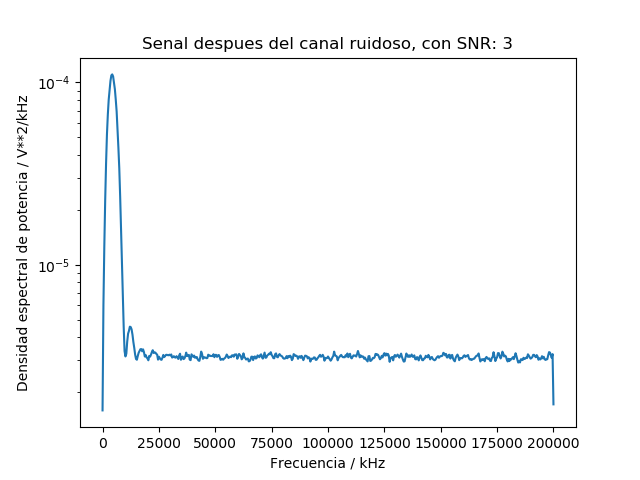 Senal despues del canal ruidoso, con SNR: 3
Densidad espectral de potencia / V**2/kHz
10⁻⁴
10⁻⁵
0 25000 50000 75000 100000 125000 150000 175000 200000
Frecuencia / kHz